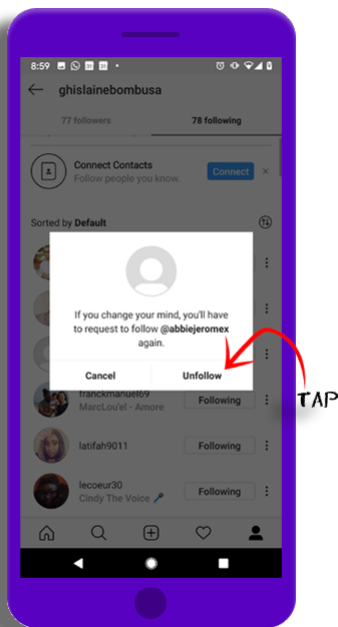 8:59
ghislainebombusa
77 followers
78 following
Connect Contacts
Follow people you know.
Connect
Sorted by Default
If you change your mind, you'll have
to request to follow @abbiejeromex
again.
Cancel
Unfollow
TAP
franckmanuel69
MarcLou'el - Amore
Following
latifah9011
lecoeur30
Cindy The Voice
Following